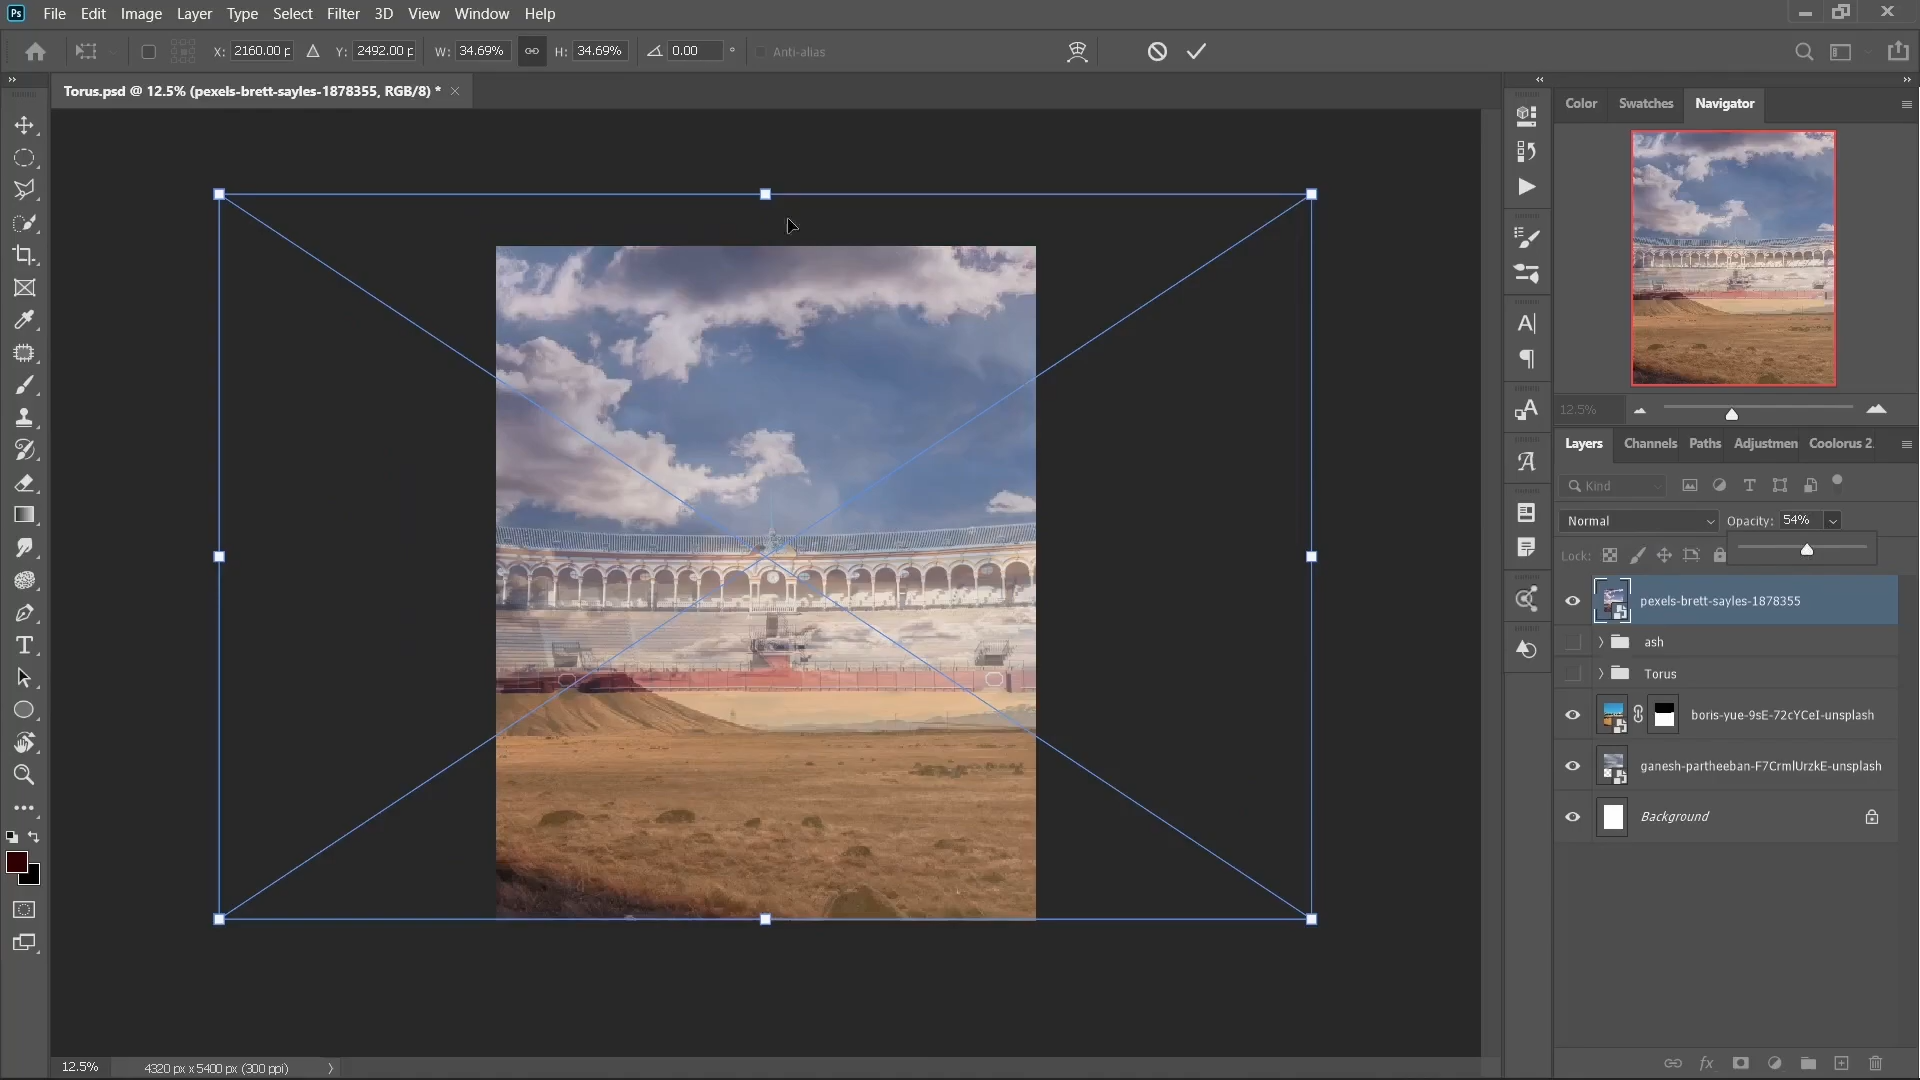 Ps File Edit Image Layer Type Select Filter 3D View Window Help
X: 2160.00 p Y: 2492.00 p W: 34.69% H: 34.69% 0.00 ° Anti-alias
Torus.psd @ 12.5% (pexels-brett-sayles-1878355, RGB/8) *
Color Swatches Navigator
12.5%
Layers Channels Paths Adjustmen Coolorus 2
Kind
Normal Opacity: 54%
Lock:
pexels-brett-sayles-1878355
ash
Torus
boris-yue-9sE-72cYCeI-unsplash
ganesh-partheeban-F7CrmlUrzkE-unsplash
Background
12.5% 4320 px x 5400 px (300 ppi)